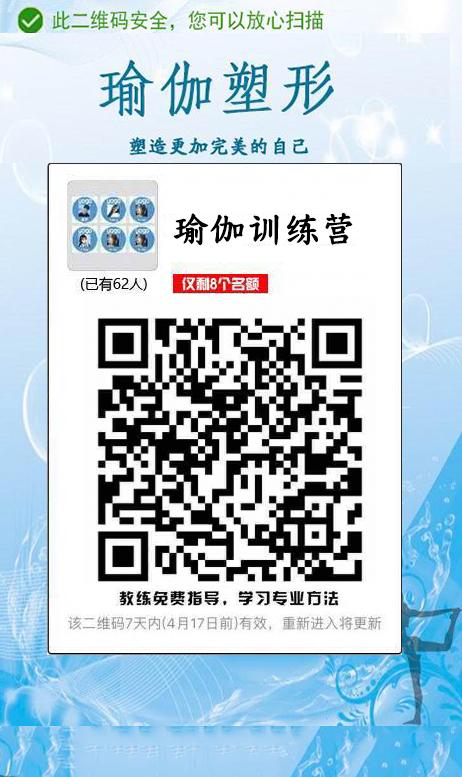 此二维码安全，您可以放心扫描
瑜伽塑形
塑造更加完美的自己
瑜伽训练营
(已有62人)
仅剩8个名额
教练免费指导，学习专业方法
该二维码7天内(4月17日前)有效，重新进入将更新